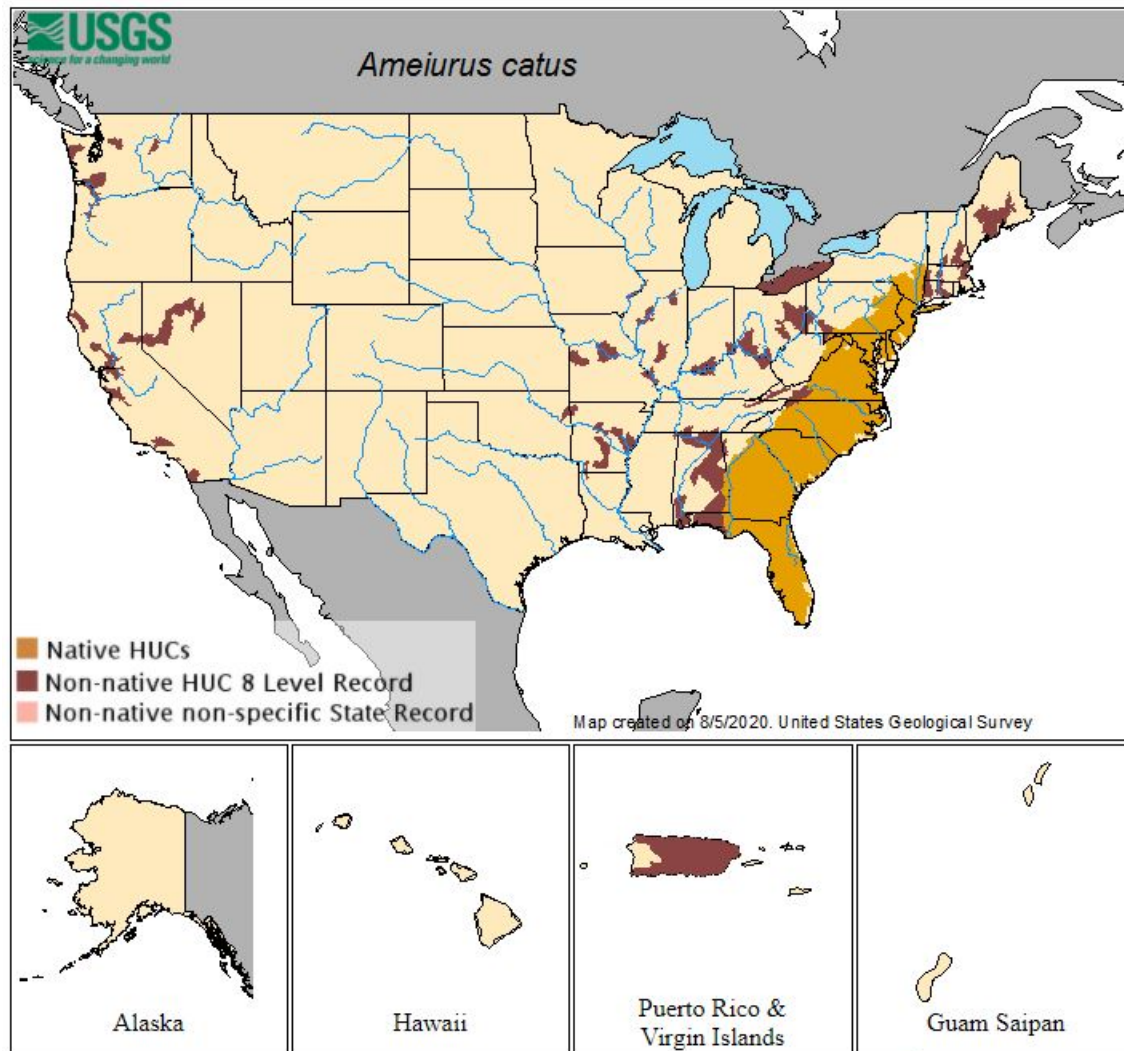 USGS
science for a changing world
Ameiurus catus
Native HUCs
Non-native HUC 8 Level Record
Non-native non-specific State Record
Map created on 8/5/2020. United States Geological Survey
Alaska
Hawaii
Puerto Rico &
Virgin Islands
Guam Saipan